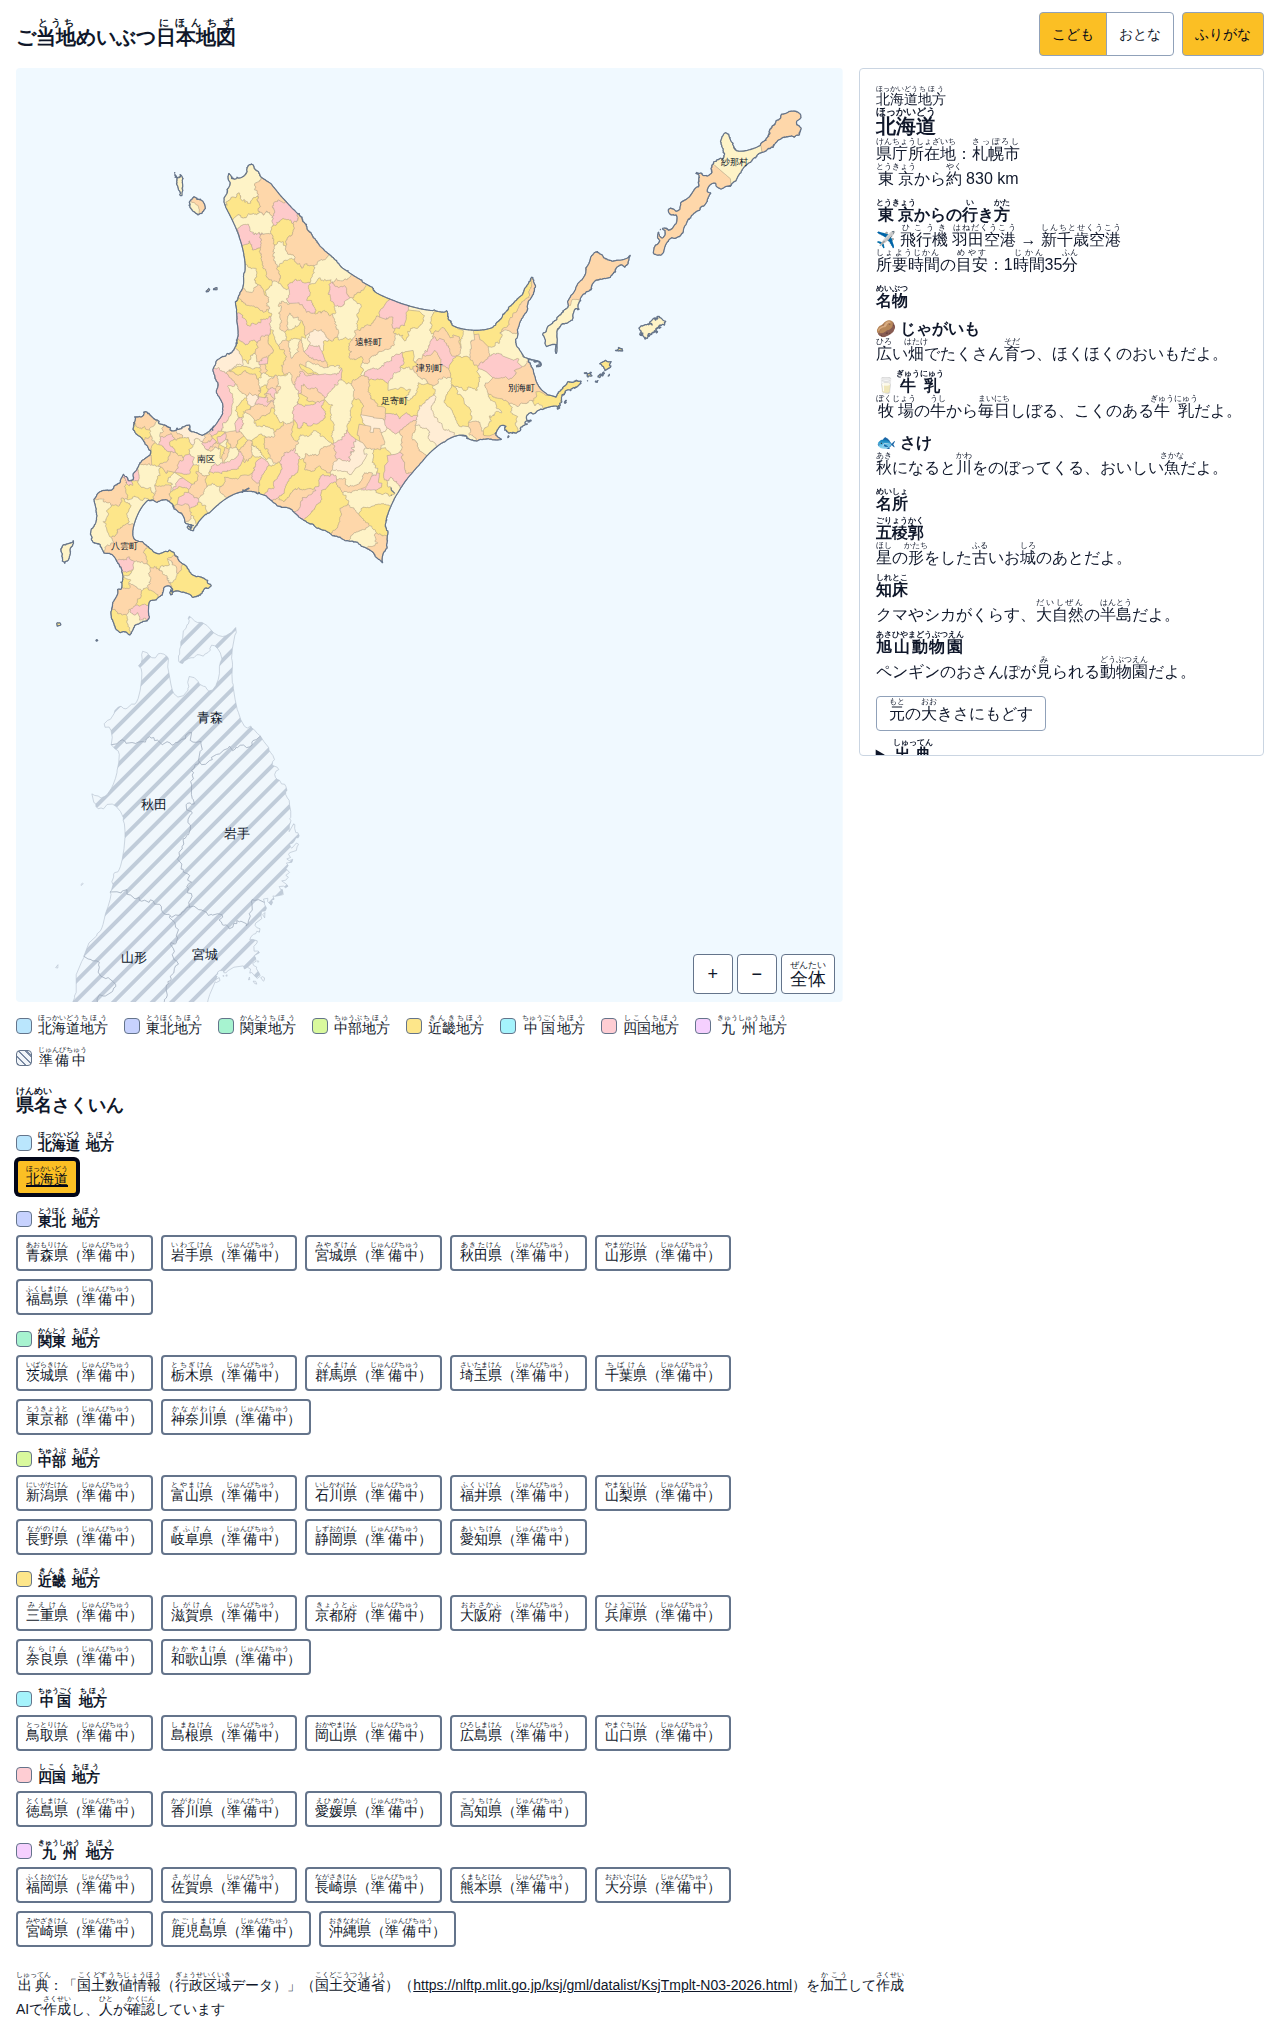 ご当地めいぶつ日本地図
こども おとな ふりがな
紗那村
遠軽町
津別町
別海町
足寄町
南区
八雲町
青森
秋田
岩手
山形
宮城
+ − 全体
北海道地方
北海道
県庁所在地：札幌市
東京から約 830 km
東京からの行き方
✈️ 飛行機 羽田空港 → 新千歳空港
所要時間の目安：1時間35分
名物
🥔 じゃがいも
広い畑でたくさん育つ、ほくほくのおいもだよ。
🥛 牛乳
牧場の牛から毎日しぼる、こくのある牛乳だよ。
🐟 さけ
秋になると川をのぼってくる、おいしい魚だよ。
名所
五稜郭
星の形をした古いお城のあとだよ。
知床
クマやシカがくらす、大自然の半島だよ。
旭山動物園
ペンギンのおさんぽが見られる動物園だよ。
元の大きさにもどす
▶ 出典
北海道地方 東北地方 関東地方 中部地方 近畿地方 中国地方 四国地方 九州地方
準備中
県名さくいん
北海道 地方
北海道
東北 地方
青森県（準備中） 岩手県（準備中） 宮城県（準備中） 秋田県（準備中） 山形県（準備中）
福島県（準備中）
関東 地方
茨城県（準備中） 栃木県（準備中） 群馬県（準備中） 埼玉県（準備中） 千葉県（準備中）
東京都（準備中） 神奈川県（準備中）
中部 地方
新潟県（準備中） 富山県（準備中） 石川県（準備中） 福井県（準備中） 山梨県（準備中）
長野県（準備中） 岐阜県（準備中） 静岡県（準備中） 愛知県（準備中）
近畿 地方
三重県（準備中） 滋賀県（準備中） 京都府（準備中） 大阪府（準備中） 兵庫県（準備中）
奈良県（準備中） 和歌山県（準備中）
中国 地方
鳥取県（準備中） 島根県（準備中） 岡山県（準備中） 広島県（準備中） 山口県（準備中）
四国 地方
徳島県（準備中） 香川県（準備中） 愛媛県（準備中） 高知県（準備中）
九州 地方
福岡県（準備中） 佐賀県（準備中） 長崎県（準備中） 熊本県（準備中） 大分県（準備中）
宮崎県（準備中） 鹿児島県（準備中） 沖縄県（準備中）
出典：「国土数値情報（行政区域データ）」（国土交通省）（https://nlftp.mlit.go.jp/ksj/gml/datalist/KsjTmplt-N03-2026.html）を加工して作成
AIで作成し、人が確認しています